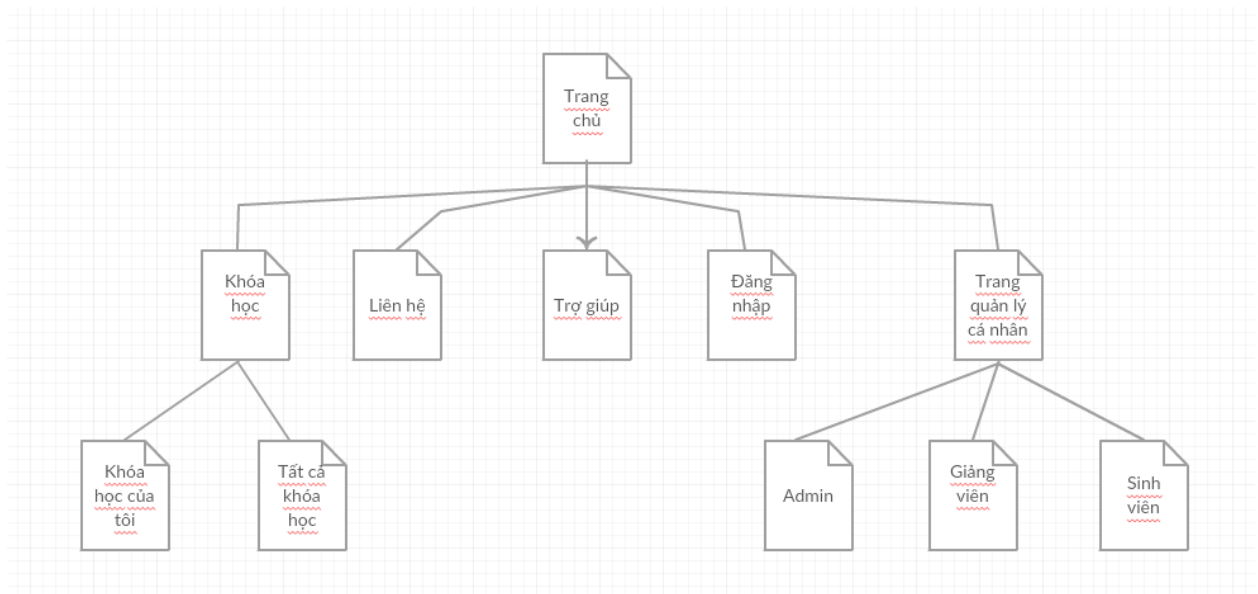 Trang
chủ
Khóa
học
Liên hệ
Trợ giúp
Đăng
nhập
Trang
quản lý
cá nhân
Khóa
học của
tôi
Tất cả
khóa
học
Admin
Giảng
viên
Sinh
viên